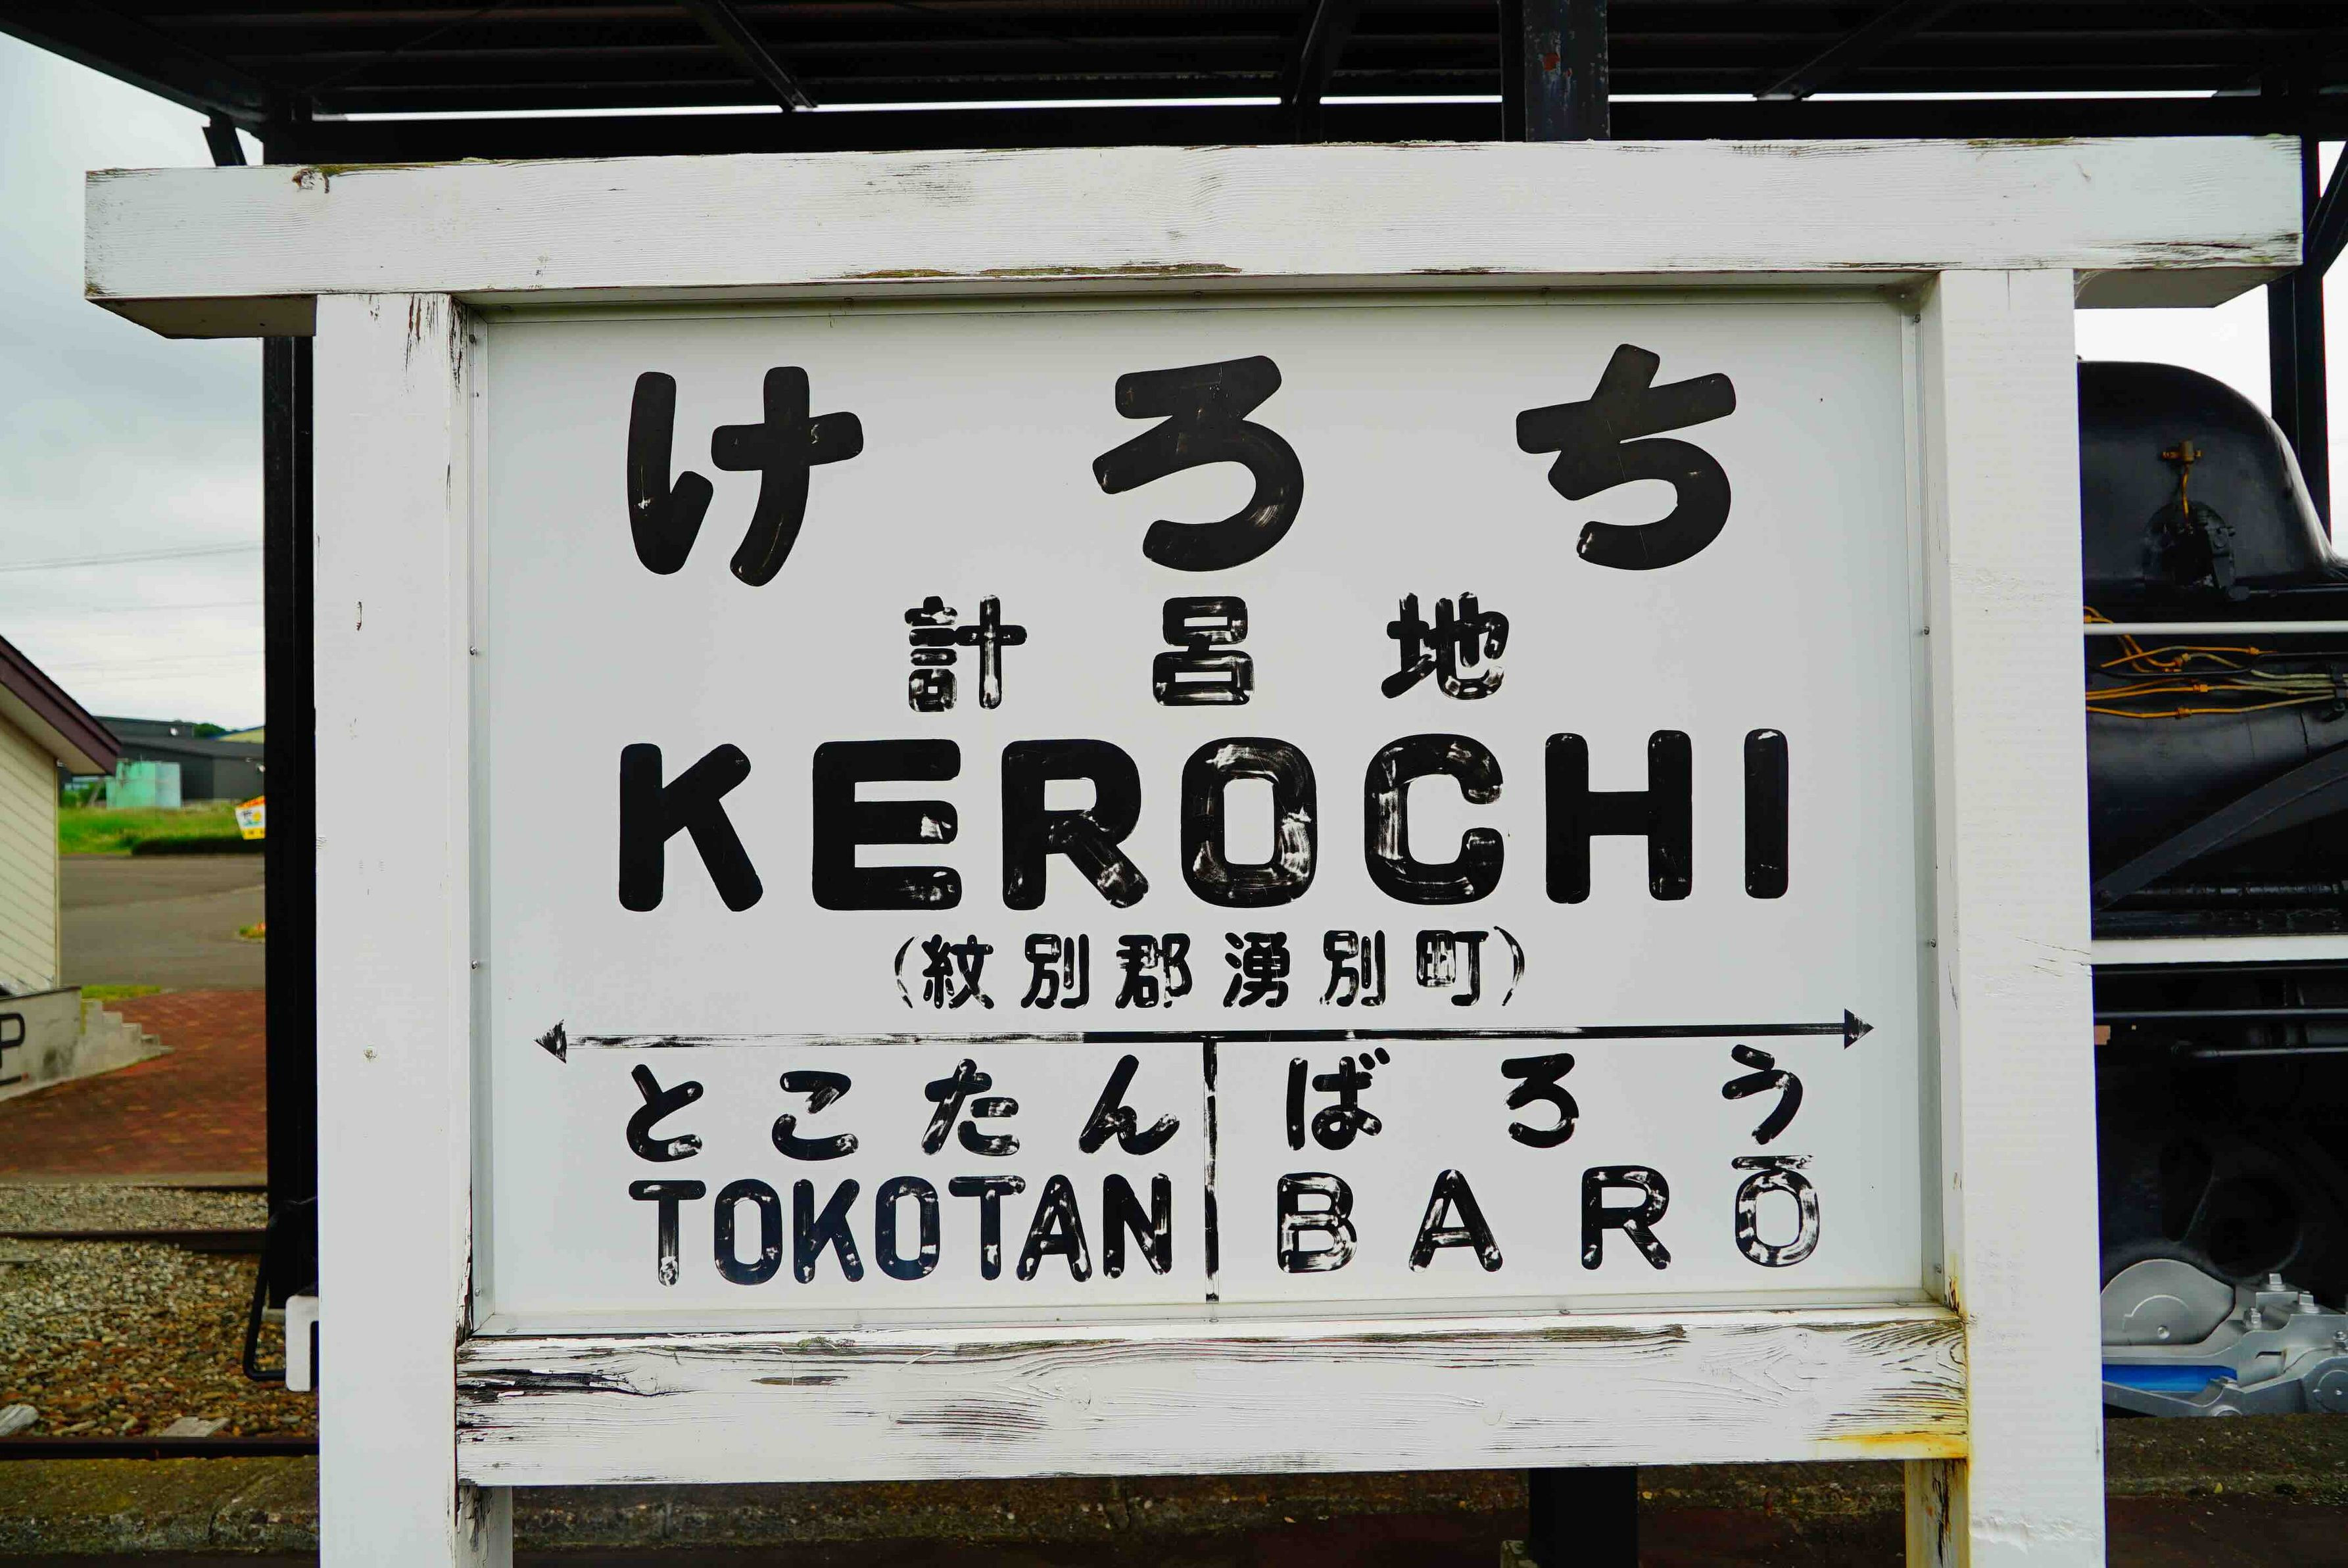 けろち
計呂地
KEROCHI
(紋別郡湧別町)
とこたん ばろう
TOKOTAN BARŌ
P